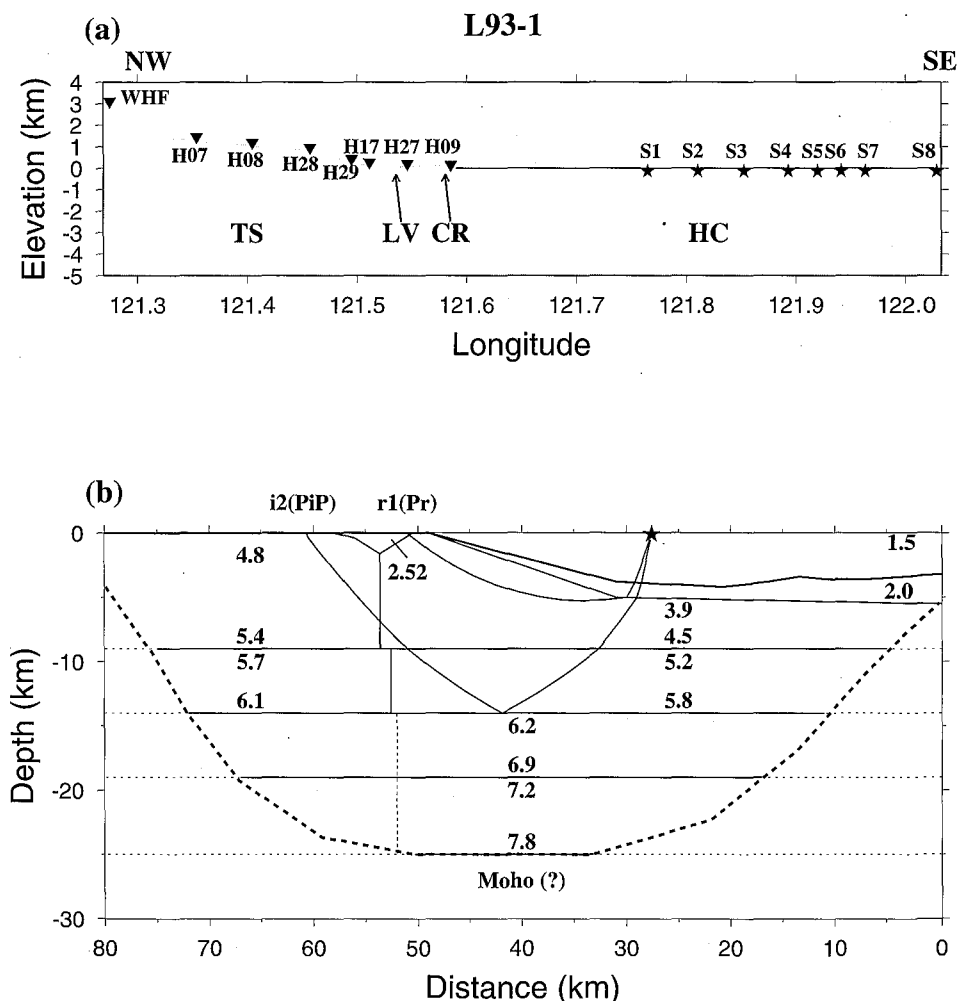 L93-1
(a)
NW
SE
4
3
2
1
0
-1
-2
-3
-4
-5
Elevation (km)
WHF
H07
H08
H28
H29
H17
H27
H09
S1
S2
S3
S4
S5
S6
S7
S8
TS
LV
CR
HC
121.3
121.4
121.5
121.6
121.7
121.8
121.9
122.0
Longitude
(b)
i2(PiP)
r1(Pr)
0
-10
-20
-30
Depth (km)
4.8
2.52
1.5
2.0
3.9
5.4
4.5
5.7
5.2
6.1
5.8
6.2
6.9
7.2
7.8
Moho (?)
80
70
60
50
40
30
20
10
0
Distance (km)